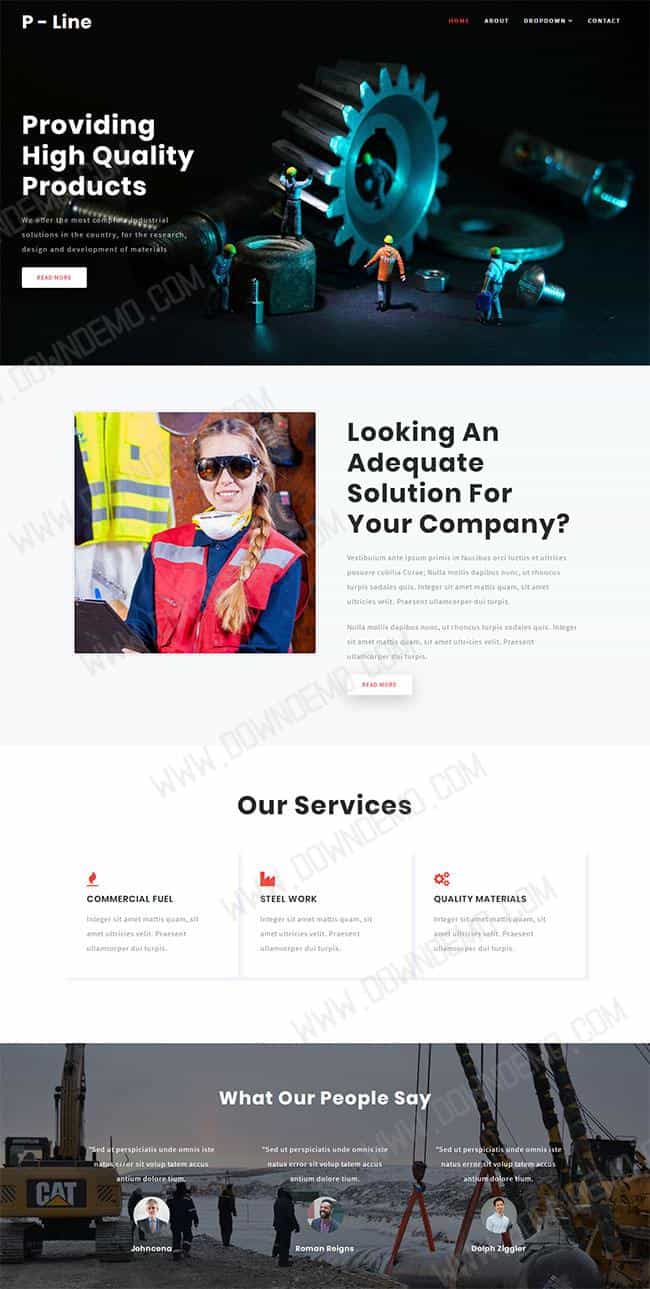 P - Line
HOME ABOUT DROPDOWN CONTACT
Providing
High Quality
Products
We offer the most complete industrial
solutions in the country, for the research,
design and development of materials
READ MORE
Looking An
Adequate
Solution For
Your Company?
Vestibulum ante ipsum primis in faucibus orci luctus et ultrices
posuere cubilia Curae; Nulla mollis dapibus nunc, ut rhoncus
turpis sodales quis. Integer sit amet mattis quam, sit amet
ultricies velit. Praesent ullamcorper dui turpis.
Nulla mollis dapibus nunc, ut rhoncus turpis sodales quis. Integer
sit amet mattis quam, sit amet ultricies velit. Praesent
ullamcorper dui turpis.
READ MORE
Our Services
COMMERCIAL FUEL
Integer sit amet mattis quam, sit
amet ultricies velit. Praesent
ullamcorper dui turpis.
STEEL WORK
Integer sit amet mattis quam, sit
amet ultricies velit. Praesent
ullamcorper dui turpis.
QUALITY MATERIALS
Integer sit amet mattis quam, sit
amet ultricies velit. Praesent
ullamcorper dui turpis.
What Our People Say
"Sed ut perspiciatis unde omnis iste
natus error sit volup tatem accus
antium dolore tium.
Johncena
"Sed ut perspiciatis unde omnis iste
natus error sit volup tatem accus
antium dolore tium.
Roman Reigns
"Sed ut perspiciatis unde omnis iste
natus error sit volup tatem accus
antium dolore tium.
Dolph Ziggler
CAT
WWW.DOWNDEMO.COM